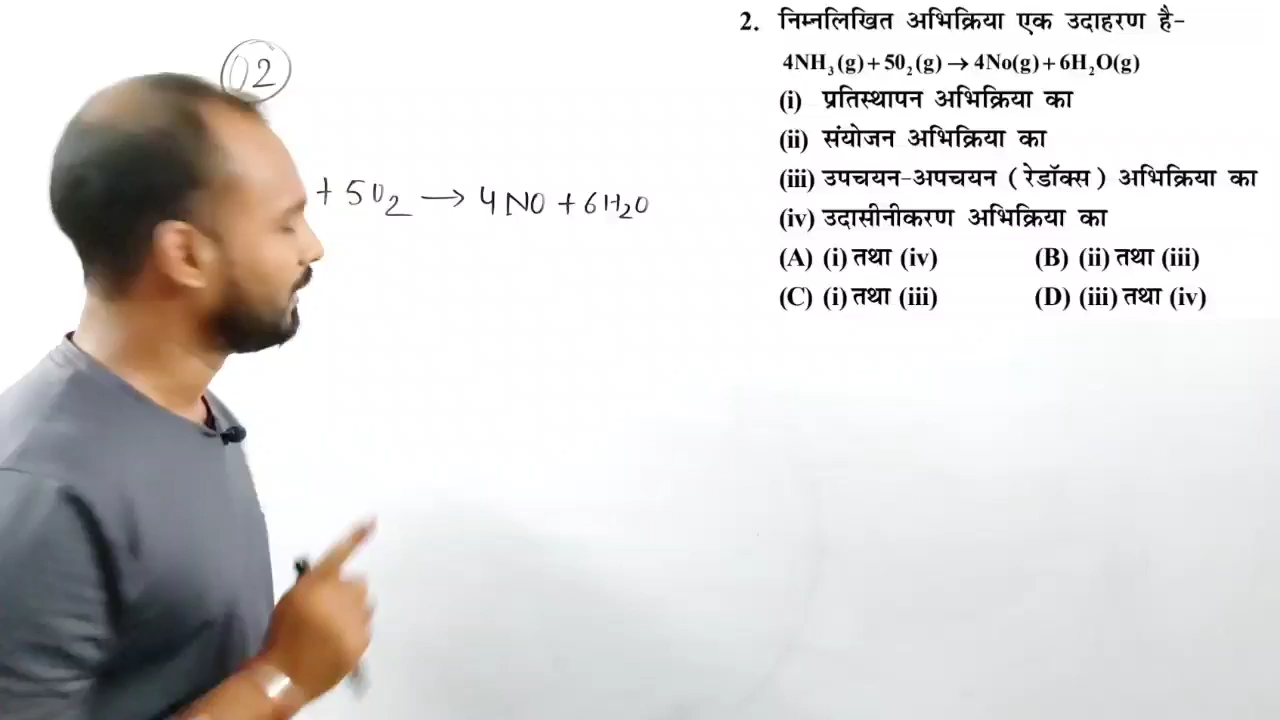 02
+ 5O2 → 4NO + 6H2O
2. निम्नलिखित अभिक्रिया एक उदाहरण है-
4NH₃(g)+5O₂(g)→4No(g)+6H₂O(g)
(i) प्रतिस्थापन अभिक्रिया का
(ii) संयोजन अभिक्रिया का
(iii) उपचयन-अपचयन (रेडॉक्स) अभिक्रिया का
(iv) उदासीनीकरण अभिक्रिया का
(A) (i) तथा (iv) (B) (ii) तथा (iii)
(C) (i) तथा (iii) (D) (iii) तथा (iv)